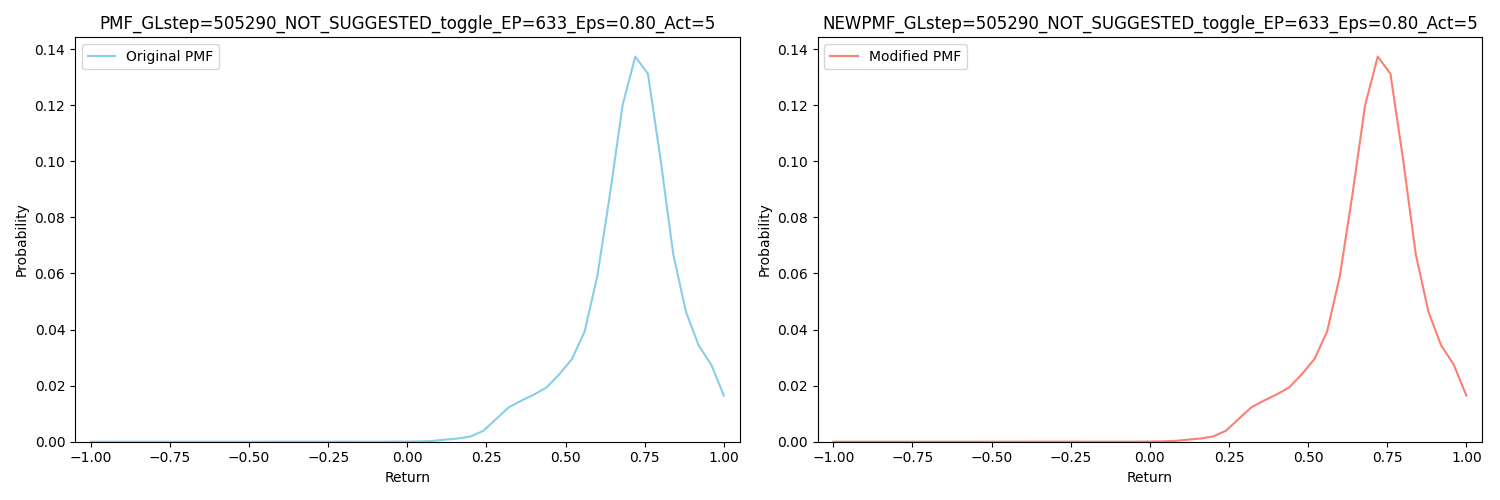 PMF_GLstep=505290_NOT_SUGGESTED_toggle_EP=633_Eps=0.80_Act=5
Original PMF
Probability
0.14
0.12
0.10
0.08
0.06
0.04
0.02
0.00
−1.00 −0.75 −0.50 −0.25 0.00 0.25 0.50 0.75 1.00
Return
NEWPMF_GLstep=505290_NOT_SUGGESTED_toggle_EP=633_Eps=0.80_Act=5
Modified PMF
Probability
0.14
0.12
0.10
0.08
0.06
0.04
0.02
0.00
−1.00 −0.75 −0.50 −0.25 0.00 0.25 0.50 0.75 1.00
Return